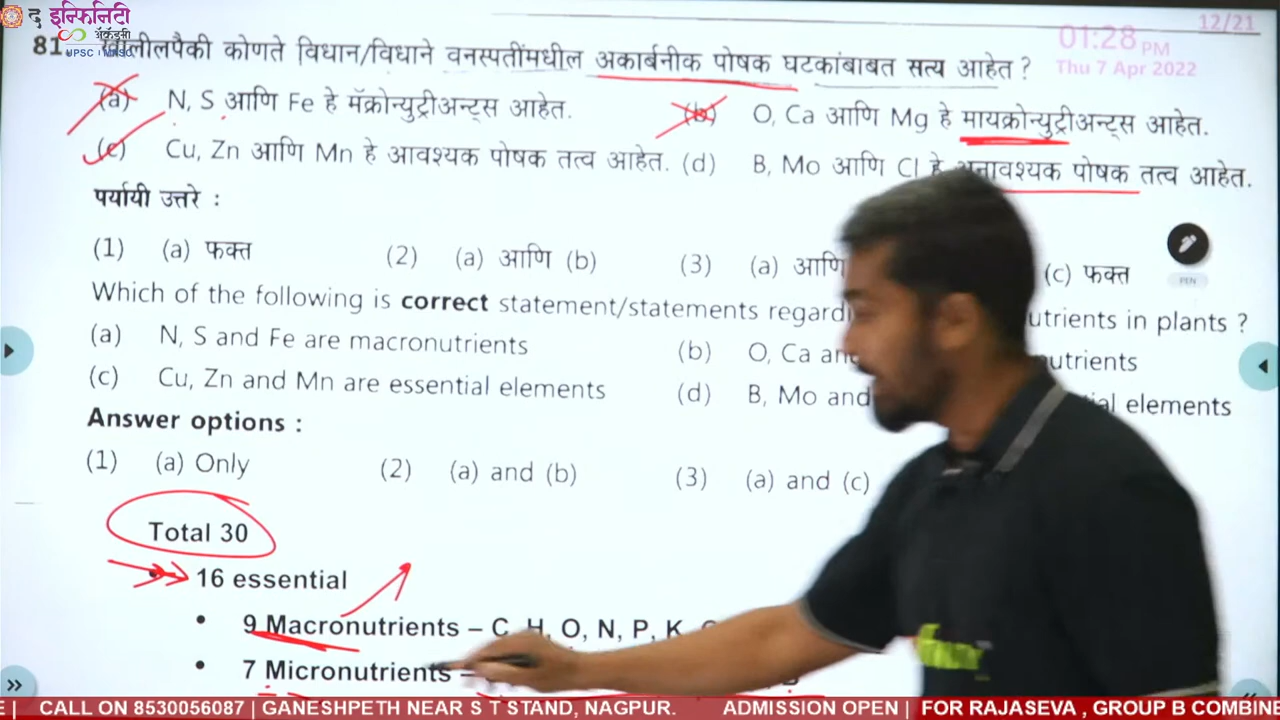 द इन्फिनिटी
अ‍ॅकॅडमी
UPSC । MPSC
12/21
01:28 PM
Thu 7 Apr 2022
81. कोणते विधान/विधाने वनस्पतींमधील अकार्बनीक पोषक घटकांबाबत सत्य आहेत ?
(a) N, S आणि Fe हे मॅक्रोन्युट्रीअन्ट्स आहेत. (b) O, Ca आणि Mg हे मायक्रोन्युट्रीअन्ट्स आहेत.
(c) Cu, Zn आणि Mn हे आवश्यक पोषक तत्व आहेत. (d) B, Mo आणि Cl हे अनावश्यक पोषक तत्व आहेत.
पर्यायी उत्तरे :
(1) (a) फक्त (2) (a) आणि (b) (3) (a) आणि (c) फक्त
PEN
Which of the following is correct statement/statements regardi utrients in plants ?
(a) N, S and Fe are macronutrients (b) O, Ca an nutrients
(c) Cu, Zn and Mn are essential elements (d) B, Mo and ial elements
Answer options :
(1) (a) Only (2) (a) and (b) (3) (a) and (c)
Total 30
16 essential
• 9 Macronutrients – C, H, O, N, P, K,
• 7 Micronutrients –
E | CALL ON 8530056087 | GANESHPETH NEAR S T STAND, NAGPUR. ADMISSION OPEN | FOR RAJASEVA , GROUP B COMBINE